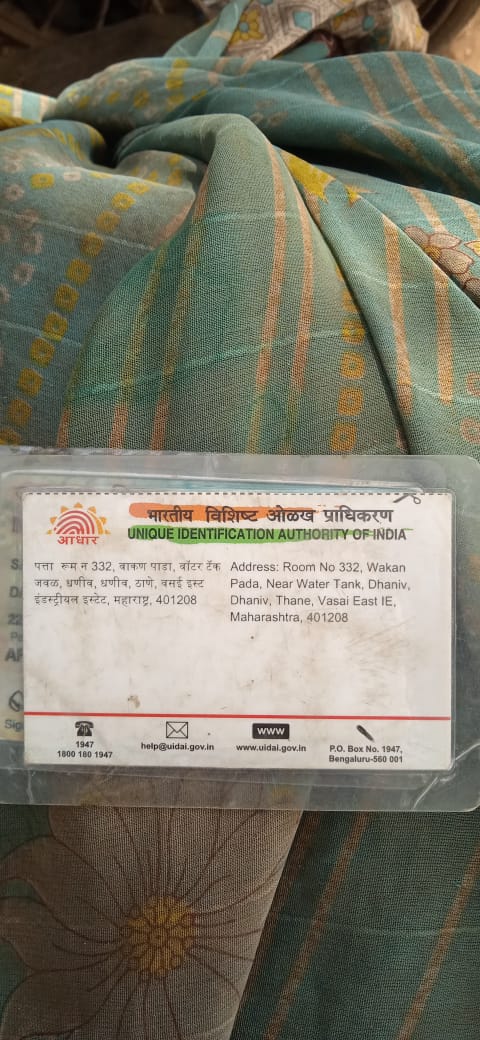 भारतीय विशिष्ट ओळख प्राधिकरण
आधार
UNIQUE IDENTIFICATION AUTHORITY OF INDIA
पत्ता रूम न 332, वाकण पाडा, वॉटर टॅंक
जवळ, धणीव, धणीव, ठाणे, वसई इस्ट
इंडस्ट्रीयल इस्टेट, महाराष्ट्र, 401208
Address: Room No 332, Wakan
Pada, Near Water Tank, Dhaniv,
Dhaniv, Thane, Vasai East IE,
Maharashtra, 401208
1947
1800 180 1947
help@uidai.gov.in
WWW
www.uidai.gov.in
P.O. Box No. 1947,
Bengaluru-560 001